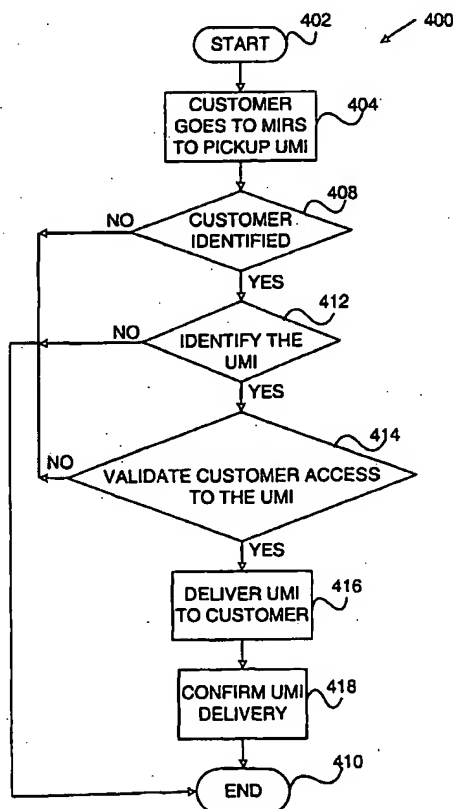 402
START
400
CUSTOMER
GOES TO MIRS
TO PICKUP UMI
404
408
NO
CUSTOMER
IDENTIFIED
YES
412
NO
IDENTIFY THE
UMI
YES
414
NO
VALIDATE CUSTOMER ACCESS
TO THE UMI
YES
DELIVER UMI
TO CUSTOMER
416
CONFIRM UMI
DELIVERY
418
410
END